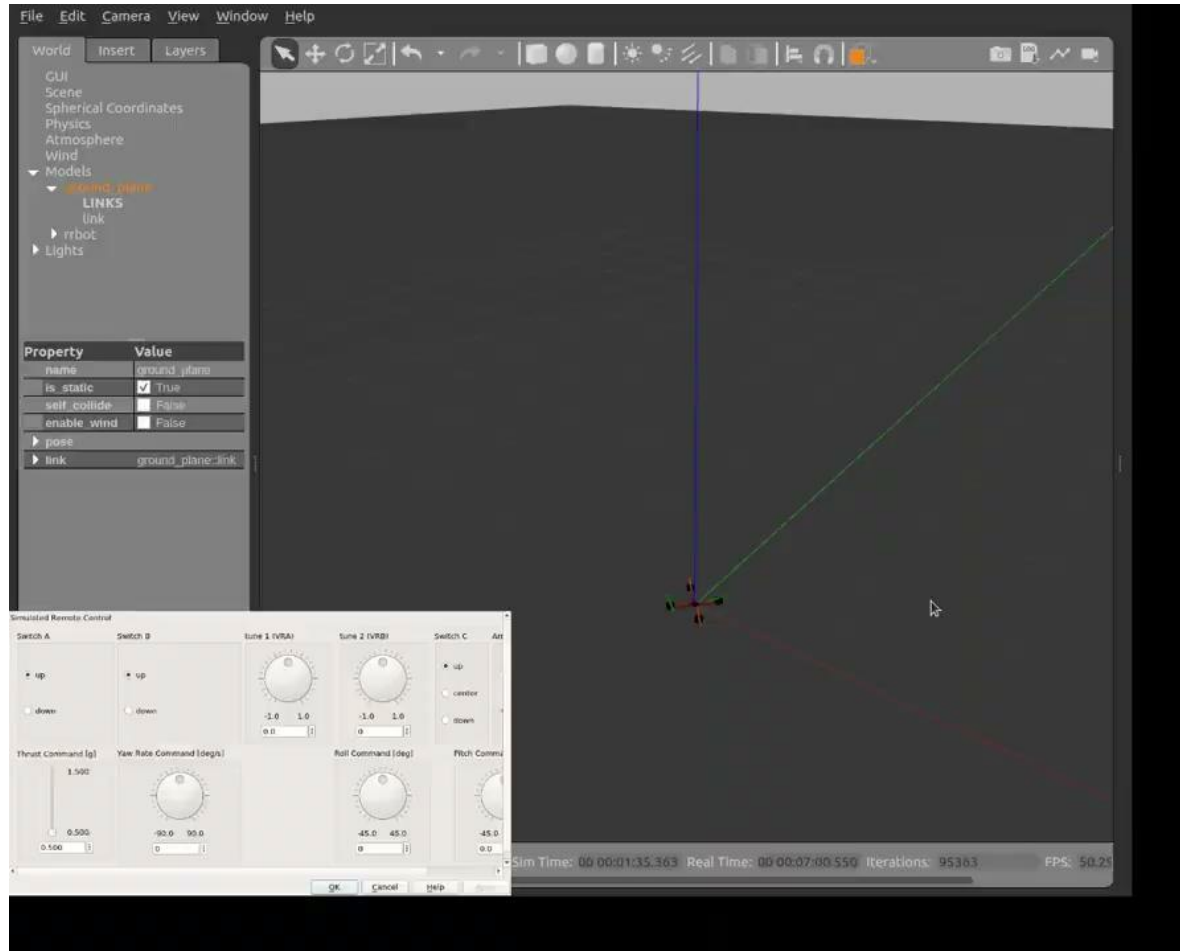 File Edit Camera View Window Help
World Insert Layers
GUI
Scene
Spherical Coordinates
Physics
Atmosphere
Wind
Models
ground_plane
LINKS
link
rrbot
Lights
Property Value
name ground_plane
is_static True
self_collide False
enable_wind False
pose
link ground_plane::link
Simulated Remote Control
Switch A Switch B tune 1 (VRA) tune 2 (VRB) Switch C
up up up
center
down down down
-1.0 1.0 -1.0 1.0
0.0 0
Thrust Command [g] Yaw Rate Command [deg/s] Roll Command [deg] Pitch Comma
1.500
0.500 -90.0 90.0 -45.0 45.0 -45.0
0.500 0 0 0.0
OK Cancel Help
Sim Time: 00 00:01:35.363 Real Time: 00 00:07:00.550 Iterations: 95363 FPS: 50.25